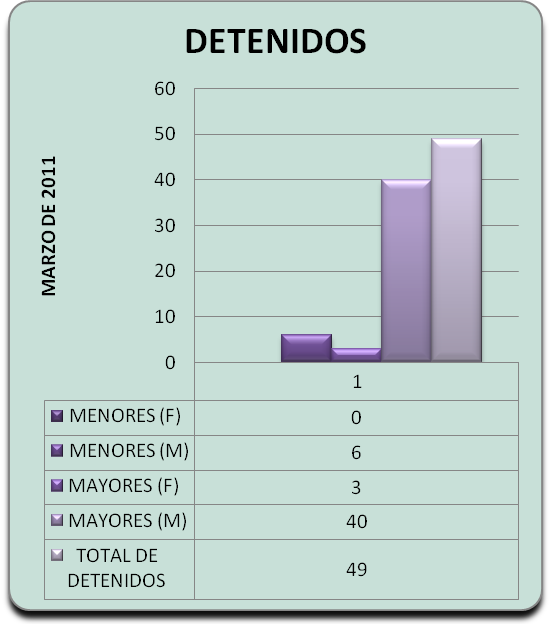 DETENIDOS
MARZO DE 2011
60
50
40
30
20
10
0
1
MENORES (F) 0
MENORES (M) 6
MAYORES (F) 3
MAYORES (M) 40
TOTAL DE
DETENIDOS 49